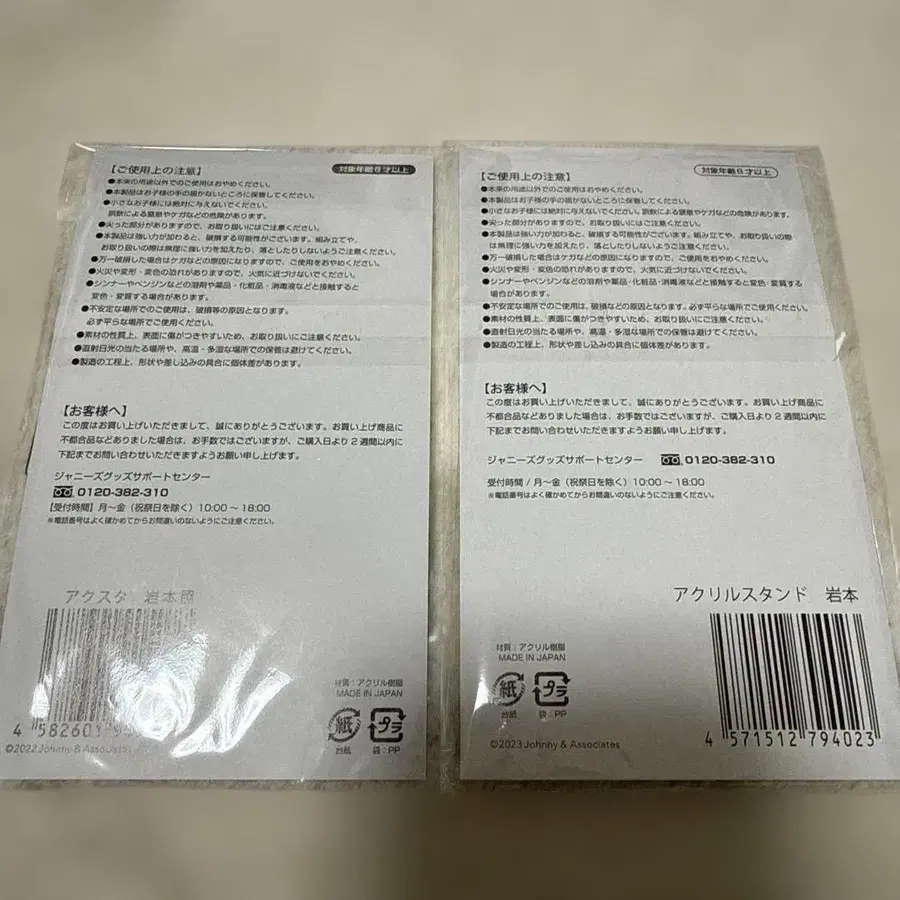 【ご使用上の注意】
対象年齢8才以上
●本来の用途以外でのご使用はおやめください。
●本製品はお子様の手の届かないところに保管してください。
●小さなお子様には絶対に与えないでください。
誤飲による窒息やケガなどの危険があります。
●尖った部分がありますので、お取り扱いにはご注意ください。
●本製品は強い力が加わると、破損する可能性がございます。組み立てや、
お取り扱いの際は無理に強い力を加えたり、落としたりしないようご注意ください。
●万一破損した場合はケガなどの原因になりますので、ご使用をおやめください。
●火災や変形・変色の恐れがありますので、火気に近づけないでください。
●シンナーやベンジンなどの溶剤や薬品・化粧品・消毒液などと接触すると
変色・変質する場合があります。
●不安定な場所でのご使用は、破損等の原因となります。
必ず平らな場所でご使用ください。
●素材の性質上、表面に傷がつきやすいため、お取り扱いにご注意ください。
●直射日光の当たる場所や、高温・多湿な場所での保管は避けてください。
●製造の工程上、形状や差し込みの具合に個体差があります。
【お客様へ】
この度はお買い上げいただきまして、誠にありがとうございます。お買い上げ商品に
不都合品などありました場合は、お手数ではございますが、ご購入日より2週間以内に
下記までお問い合わせいただきますようお願い申し上げます。
ジャニーズグッズサポートセンター
0120-382-310
【受付時間】月〜金（祝祭日を除く）10:00〜18:00
※電話番号はよく確かめてからお間違いのないようにご注意ください。
アクスタ 岩本照
材質：アクリル樹脂
MADE IN JAPAN
紙
プラ
台紙
袋：PP
4 582601
©2022 Johnny & Associates
【ご使用上の注意】
対象年齢8才以上
●本来の用途以外でのご使用はおやめください。
●本製品はお子様の手の届かないところに保管してください。
●小さなお子様には絶対に与えないでください。誤飲による窒息やケガなどの危険があります。
●尖った部分がありますので、お取り扱いにはご注意ください。
●本製品は強い力が加わると、破損する可能性がございます。組み立てや、お取り扱いの際
は無理に強い力を加えたり、落としたりしないようご注意ください。
●万一破損した場合はケガなどの原因になりますので、ご使用をおやめください。
●火災や変形・変色の恐れがありますので、火気に近づけないでください。
●シンナーやベンジンなどの溶剤や薬品・化粧品・消毒液などと接触すると変色・変質する
場合があります。
●不安定な場所でのご使用は、破損などの原因となります。必ず平らな場所でご使用ください。
●素材の性質上、表面に傷がつきやすいため、お取り扱いにご注意ください。
●直射日光の当たる場所や、高温・多湿な場所での保管は避けてください。
●製造の工程上、形状や差し込みの具合に個体差があります。
【お客様へ】
この度はお買い上げいただきまして、誠にありがとうございます。お買い上げ商品に
不都合品などありました場合は、お手数ではございますが、ご購入日より2週間以内に
下記までお問い合わせいただきますようお願い申し上げます。
ジャニーズグッズサポートセンター 0120-382-310
受付時間 / 月〜金（祝祭日を除く）10:00〜18:00
※電話番号はよく確かめてからお間違いのないようにご注意ください。
アクリルスタンド 岩本
材質：アクリル樹脂
MADE IN JAPAN
紙
プラ
台紙
袋：PP
4 571512 794023
©2023 Johnny & Associates